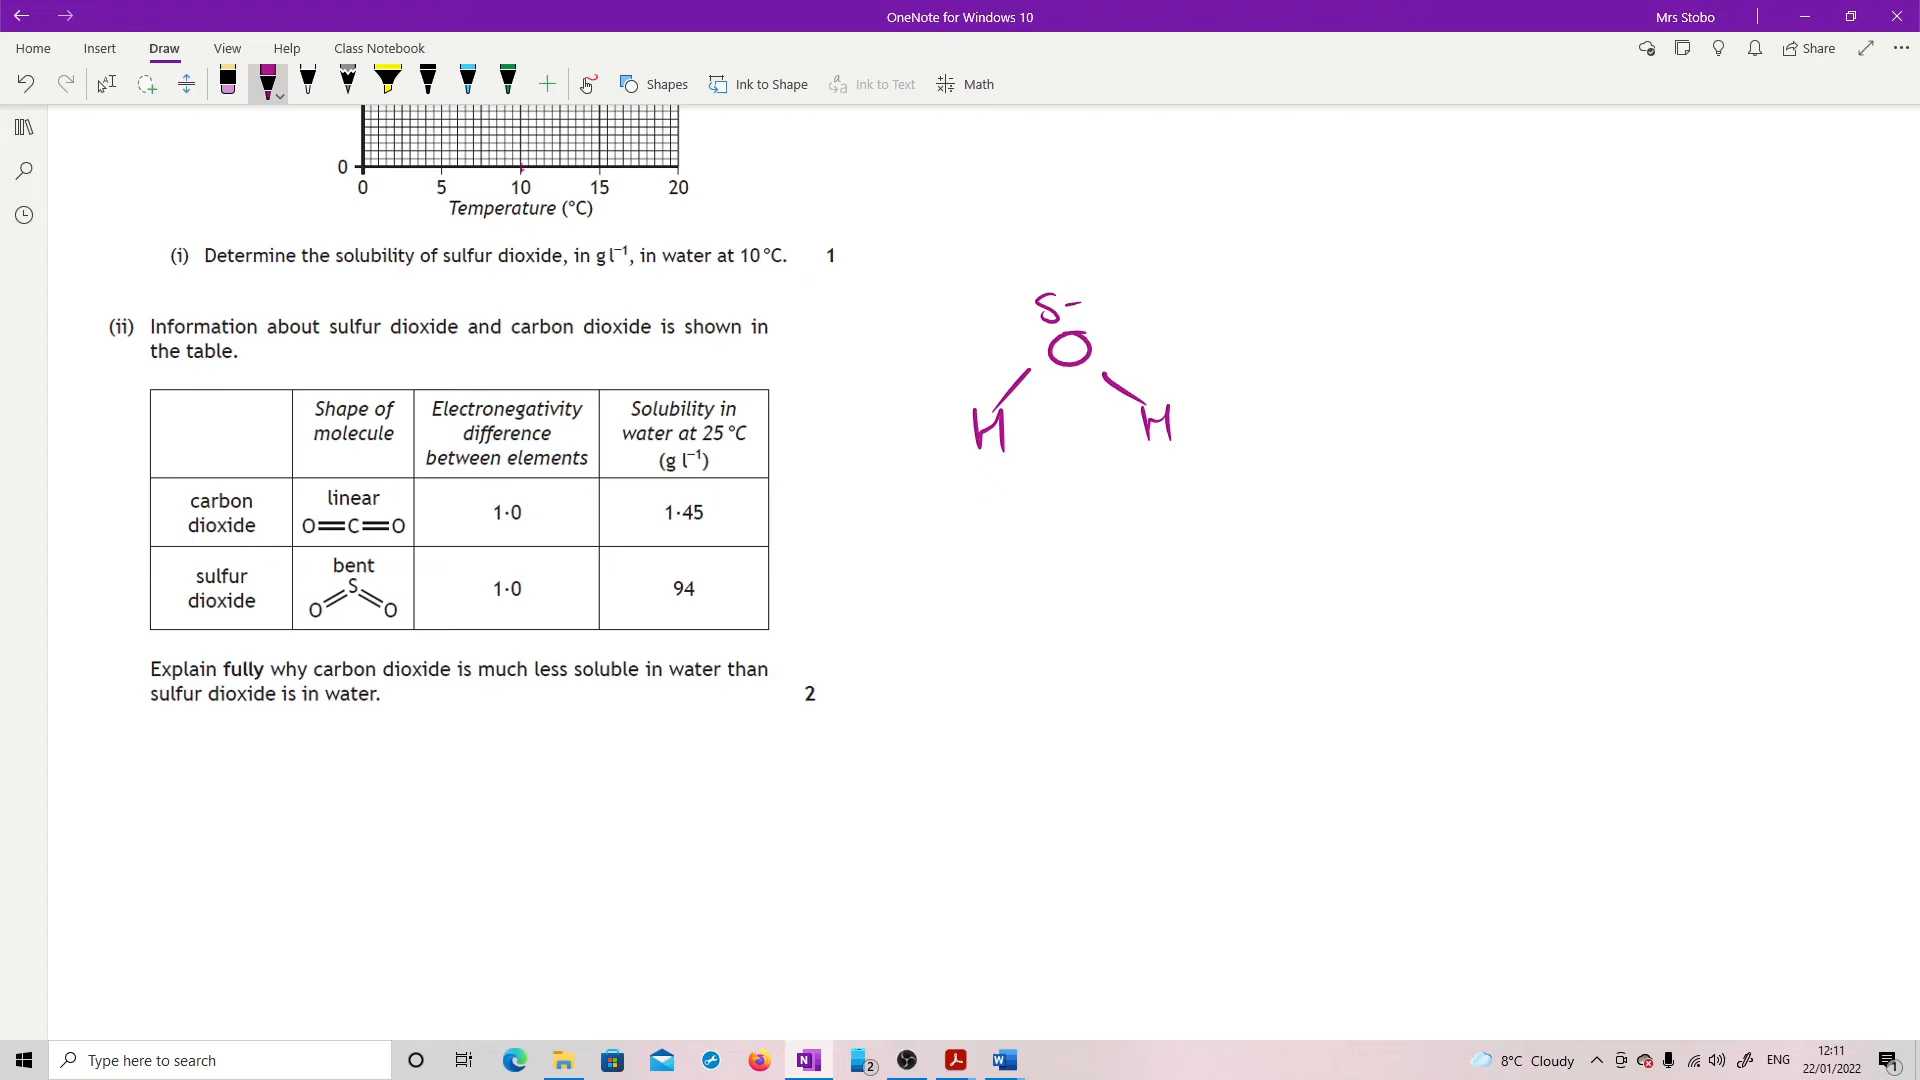 OneNote for Windows 10
Mrs Stobo
Home Insert Draw View Help Class Notebook
Share
Shapes Ink to Shape Ink to Text Math
0
0 5 10 15 20
Temperature (°C)
(i) Determine the solubility of sulfur dioxide, in g l⁻¹, in water at 10 °C. 1
(ii) Information about sulfur dioxide and carbon dioxide is shown in
the table.
Shape of molecule
Electronegativity difference between elements
Solubility in water at 25 °C (g l⁻¹)
carbon dioxide
linear
O=C=O
1·0
1·45
sulfur dioxide
bent
S
O O
1·0
94
Explain fully why carbon dioxide is much less soluble in water than
sulfur dioxide is in water. 2
δ-
O
H H
Type here to search
2
8°C Cloudy
ENG
12:11
22/01/2022
1